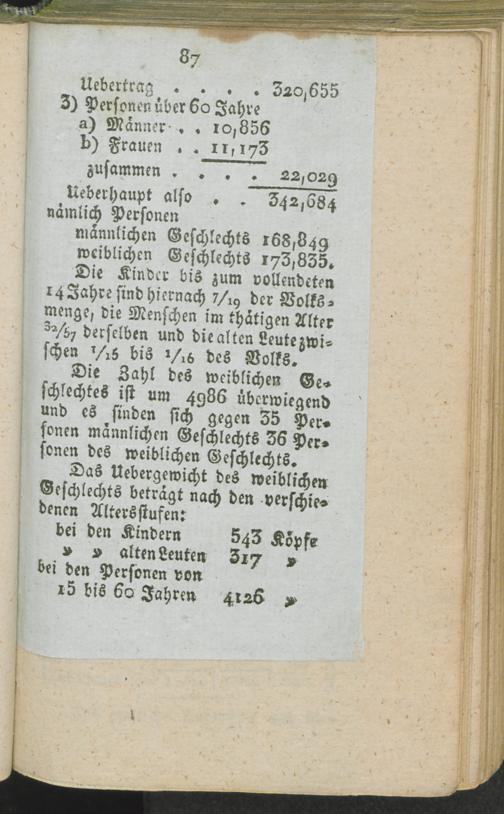 87
Uebertrag . . . . 320,655
3) Personen über 60 Jahre
a) Männer . . 10,856
b) Frauen . . 11,173
zusammen . . . . 22,029
Ueberhaupt also . . 342,684
nämlich Personen
männlichen Geschlechts 168,849
weiblichen Geschlechts 173,835.
Die Kinder bis zum vollendeten
14 Jahre sind hiernach 7/19 der Volks-
menge, die Menschen im thätigen Alter
32/57 derselben und die alten Leute zwi-
schen 1/15 bis 1/16 des Volks.
Die Zahl des weiblichen Ge-
schlechtes ist um 4986 überwiegend
und es finden sich gegen 35 Per-
sonen männlichen Geschlechts 36 Per-
sonen des weiblichen Geschlechts.
Das Uebergewicht des weiblichen
Geschlechts beträgt nach den verschie-
denen Altersstufen:
bei den Kindern 543 Köpfe
" " alten Leuten 317 "
bei den Personen von
15 bis 60 Jahren 4126 "